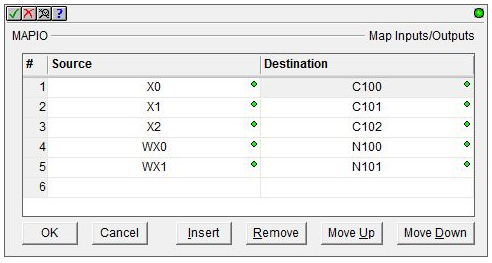 MAPIO Map Inputs/Outputs
# Source Destination
1 X0 C100
2 X1 C101
3 X2 C102
4 WX0 N100
5 WX1 N101
6
OK Cancel Insert Remove Move Up Move Down